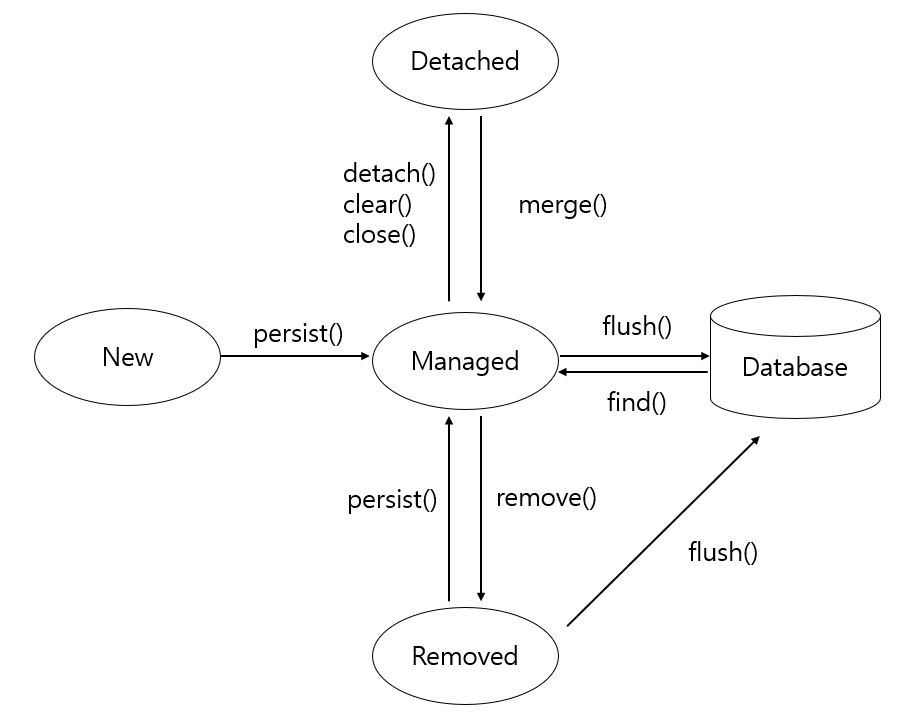 Detached
detach()
clear()
close()
merge()
New
persist()
Managed
flush()
find()
Database
persist()
remove()
flush()
Removed